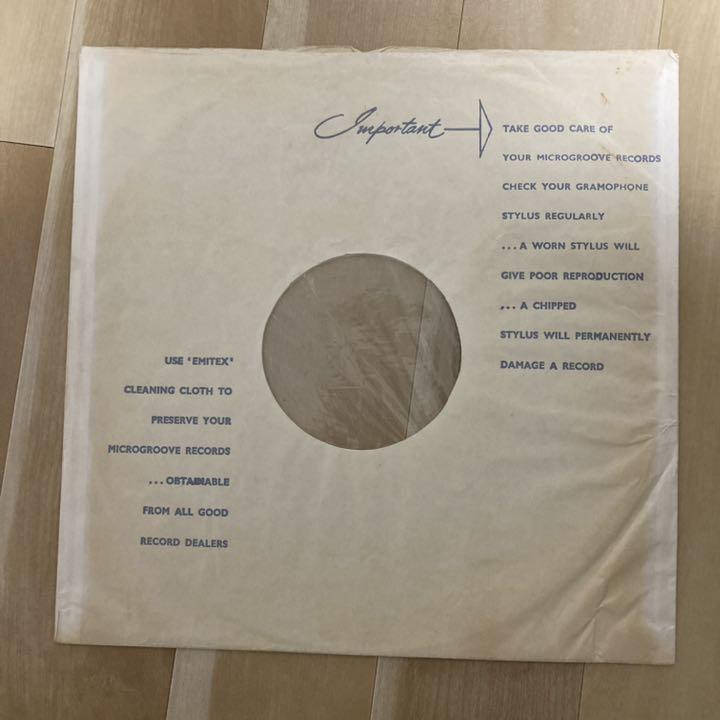 Important
TAKE GOOD CARE OF
YOUR MICROGROOVE RECORDS
CHECK YOUR GRAMOPHONE
STYLUS REGULARLY
...A WORN STYLUS WILL
GIVE POOR REPRODUCTION
...A CHIPPED
STYLUS WILL PERMANENTLY
DAMAGE A RECORD
USE "EMITEX"
CLEANING CLOTH TO
PRESERVE YOUR
MICROGROOVE RECORDS
...OBTAINABLE
FROM ALL GOOD
RECORD DEALERS